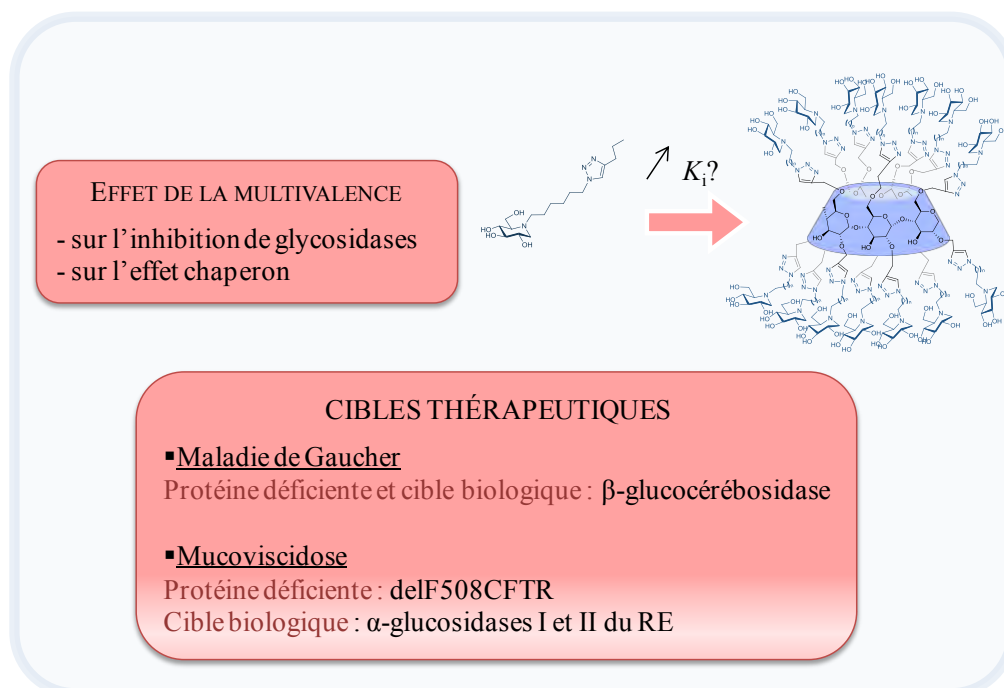 EFFET DE LA MULTIVALENCE
- sur l'inhibition de glycosidases
- sur l'effet chaperon
Ki?
CIBLES THÉRAPEUTIQUES
▪Maladie de Gaucher
Protéine déficiente et cible biologique : β-glucocérébosidase
▪Mucoviscidose
Protéine déficiente : delF508CFTR
Cible biologique : α-glucosidases I et II du RE